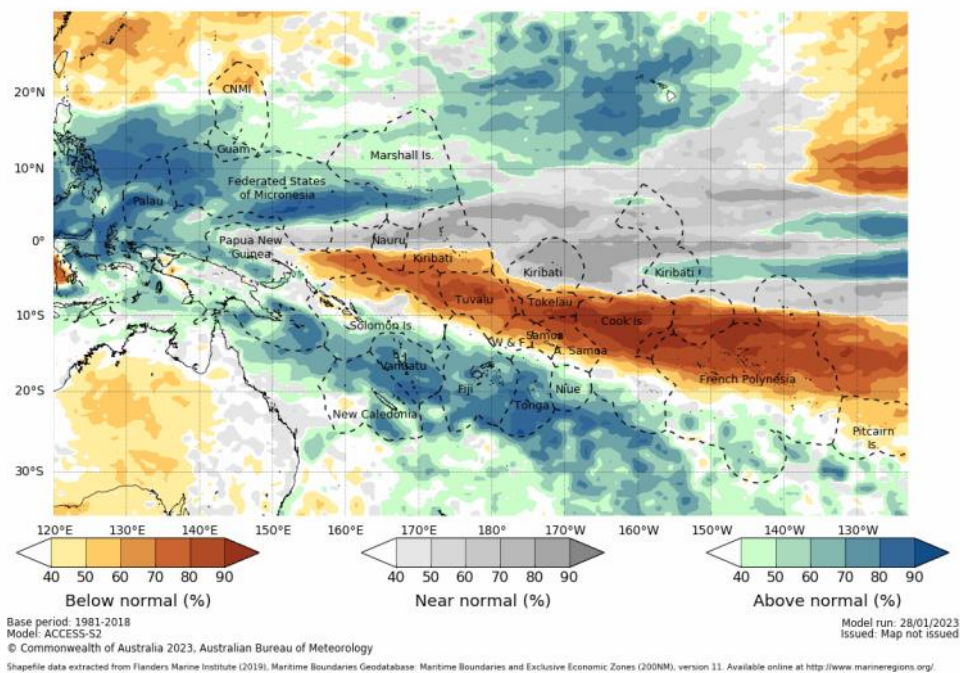 20°N
10°N
0°
10°S
20°S
30°S
CNMI
Guam
Marshall Is.
Palau
Federated States
of Micronesia
Papua New
Guinea
Nauru
Kiribati
Kiribati
Kiribati
Tuvalu
Tokelau
Cook Is.
Solomon Is.
W & F
Samoa
A. Samoa
Vanuatu
Fiji
Niue
French Polynesia
New Caledonia
Tonga
Pitcairn
Is.
120°E 130°E 140°E 150°E 160°E 170°E 180° 170°W 160°W 150°W 140°W 130°W
40 50 60 70 80 90
Below normal (%)
40 50 60 70 80 90
Near normal (%)
40 50 60 70 80 90
Above normal (%)
Base period: 1981-2018
Model: ACCESS-S2
© Commonwealth of Australia 2023, Australian Bureau of Meteorology
Model run: 28/01/2023
Issued: Map not issued
Shapefile data extracted from Flanders Marine Institute (2019), Maritime Boundaries Geodatabase: Maritime Boundaries and Exclusive Economic Zones (200NM), version 11. Available online at http://www.marineregions.org/.